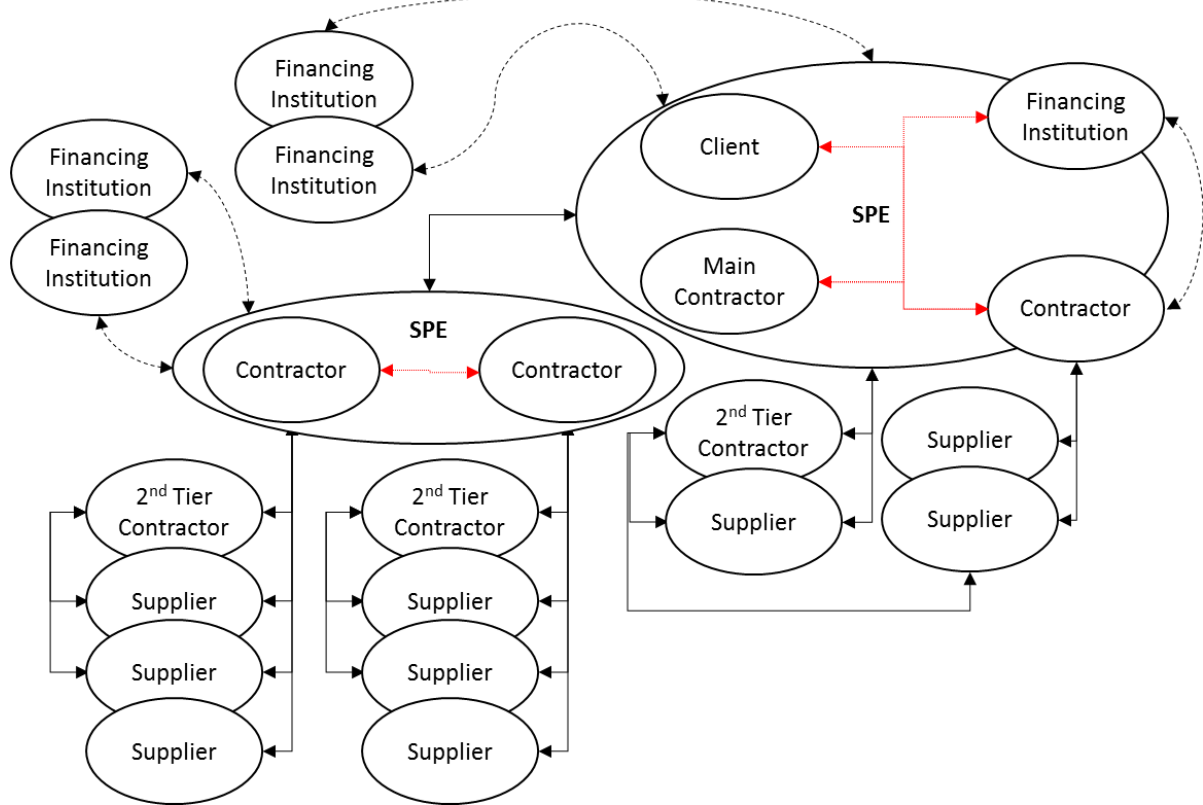 Financing
Institution
Financing
Institution
Financing
Institution
Financing
Institution
Client
Financing
Institution
SPE
Main
Contractor
Contractor
SPE
Contractor
Contractor
2nd Tier
Contractor
Supplier
Supplier
Supplier
2nd Tier
Contractor
Supplier
Supplier
Supplier
2nd Tier
Contractor
Supplier
Supplier
Supplier